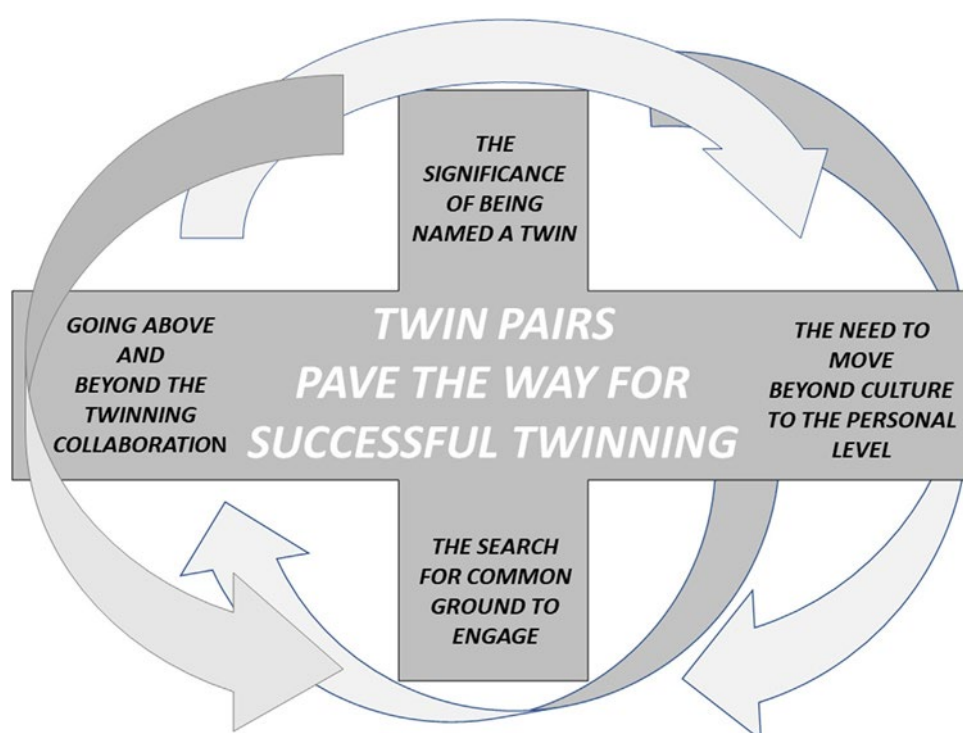 THE
SIGNIFICANCE
OF BEING
NAMED A TWIN
GOING ABOVE
AND
BEYOND THE
TWINNING
COLLABORATION
TWIN PAIRS
PAVE THE WAY FOR
SUCCESSFUL TWINNING
THE NEED TO
MOVE
BEYOND CULTURE
TO THE PERSONAL
LEVEL
THE SEARCH
FOR COMMON
GROUND TO
ENGAGE